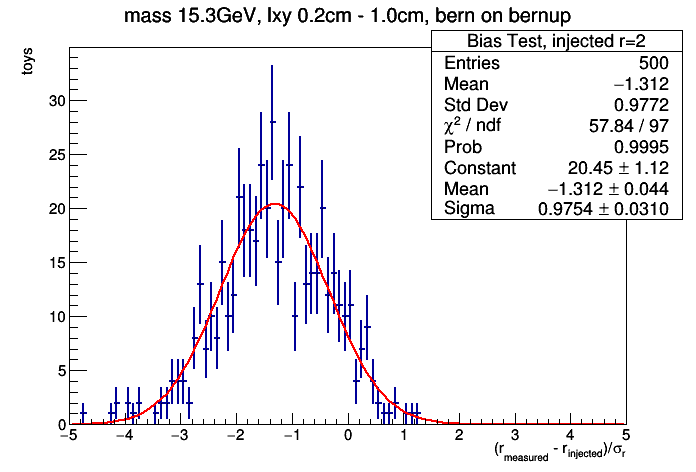 mass 15.3GeV, lxy 0.2cm - 1.0cm, bern on bernup
Bias Test, injected r=2
Entries 500
Mean −1.312
Std Dev 0.9772
χ² / ndf 57.84 / 97
Prob 0.9995
Constant 20.45 ± 1.12
Mean −1.312 ± 0.044
Sigma 0.9754 ± 0.0310
toys
30
25
20
15
10
5
0
−5 −4 −3 −2 −1 0 1 2 3 4 5
(r_measured - r_injected)/σ_r